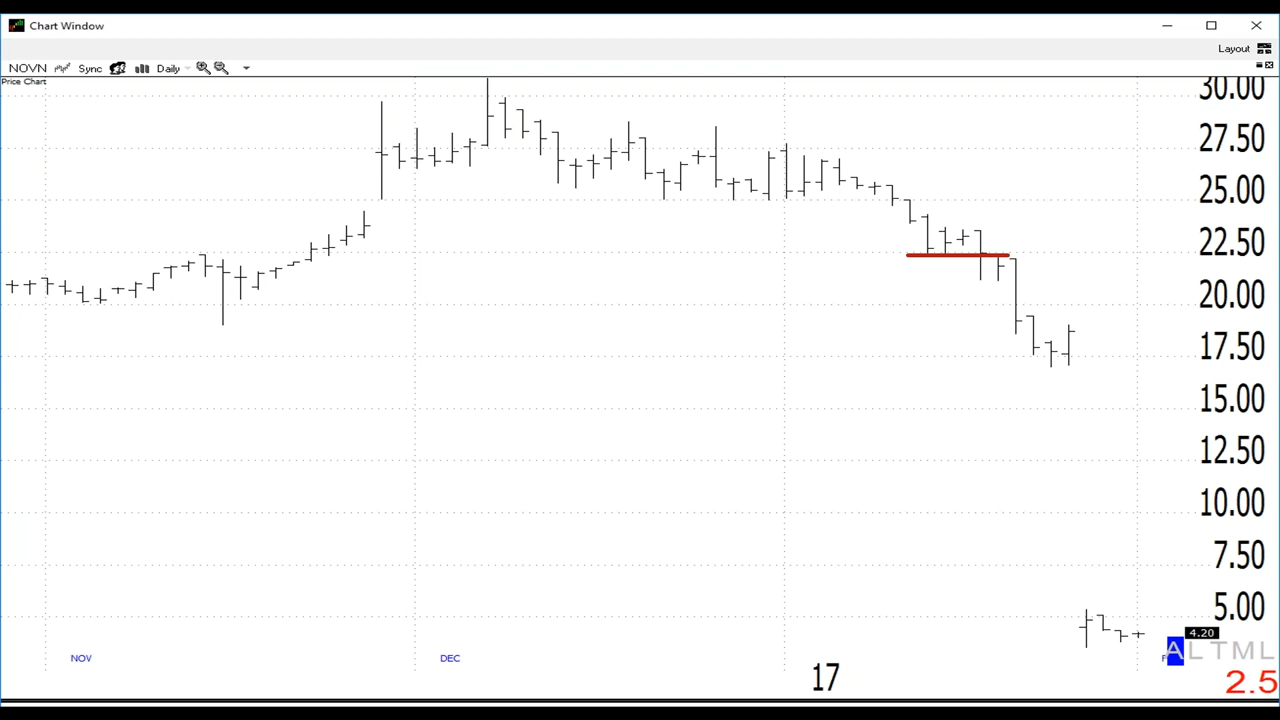 Chart Window
Layout
NOVN Sync Daily
Price Chart
30.00
27.50
25.00
22.50
20.00
17.50
15.00
12.50
10.00
7.50
5.00
4.20
NOV DEC
ALTML
17
2.5